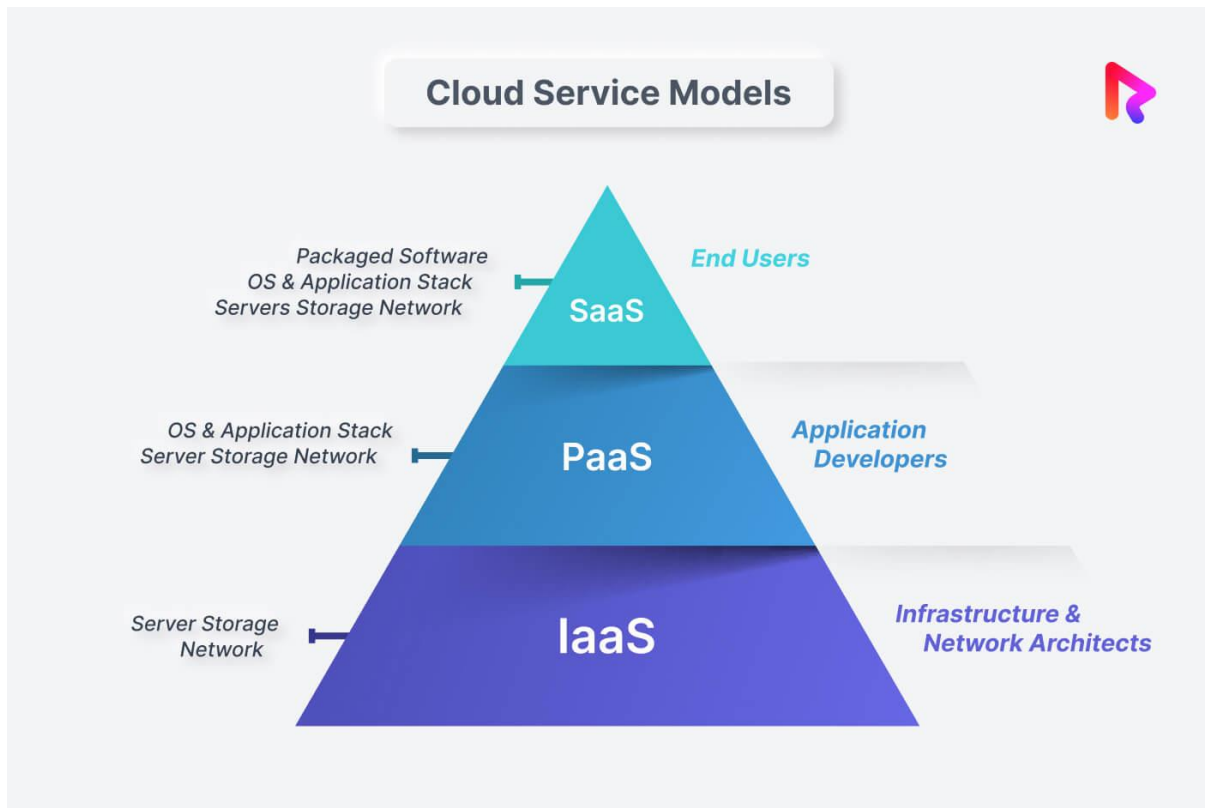 Cloud Service Models
Packaged Software
OS & Application Stack
Servers Storage Network
SaaS
End Users
OS & Application Stack
Server Storage Network
PaaS
Application
Developers
Server Storage
Network
IaaS
Infrastructure &
Network Architects